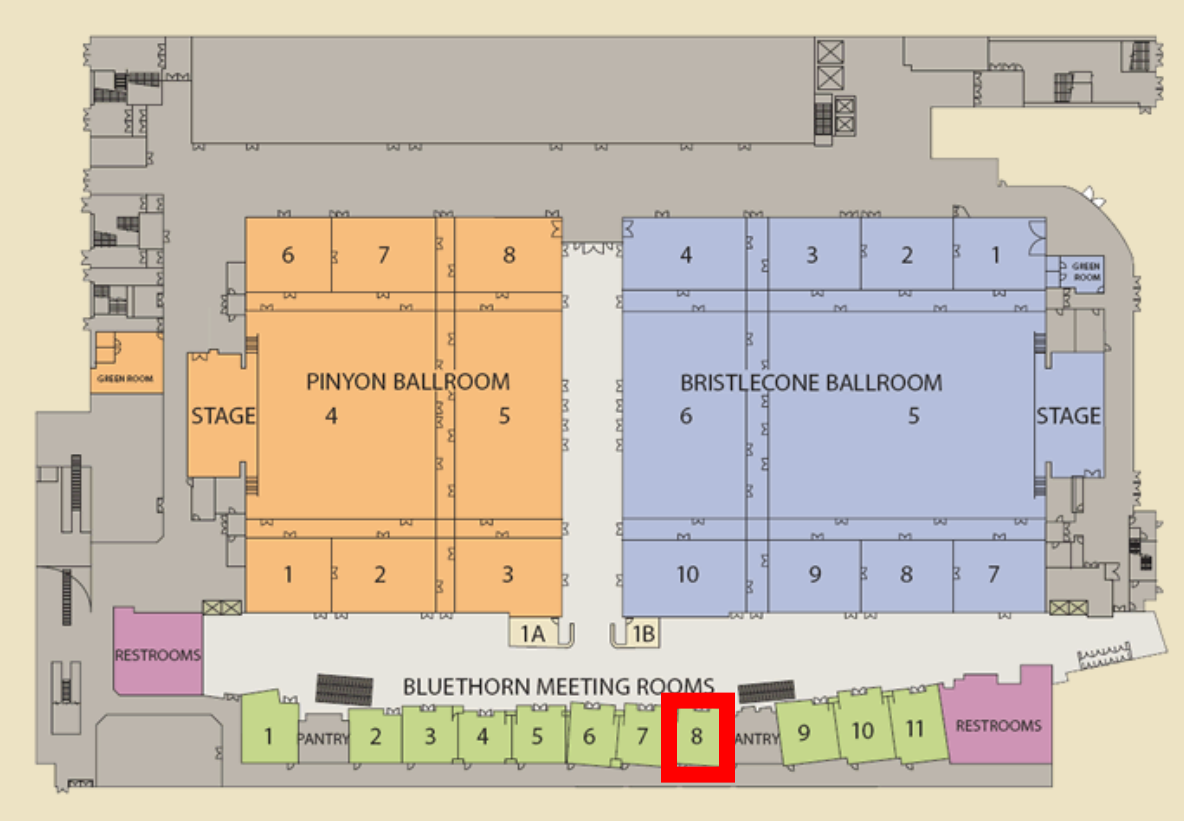 6 7 8
4 3 2 1
GREEN
ROOM
GREEN ROOM
PINYON BALLROOM
BRISTLECONE BALLROOM
STAGE 4 5
6 5 STAGE
1 2 3
10 9 8 7
1A 1B
RESTROOMS
BLUETHORN MEETING ROOMS
1 PANTRY 2 3 4 5 6 7 8 ANTRY 9 10 11 RESTROOMS